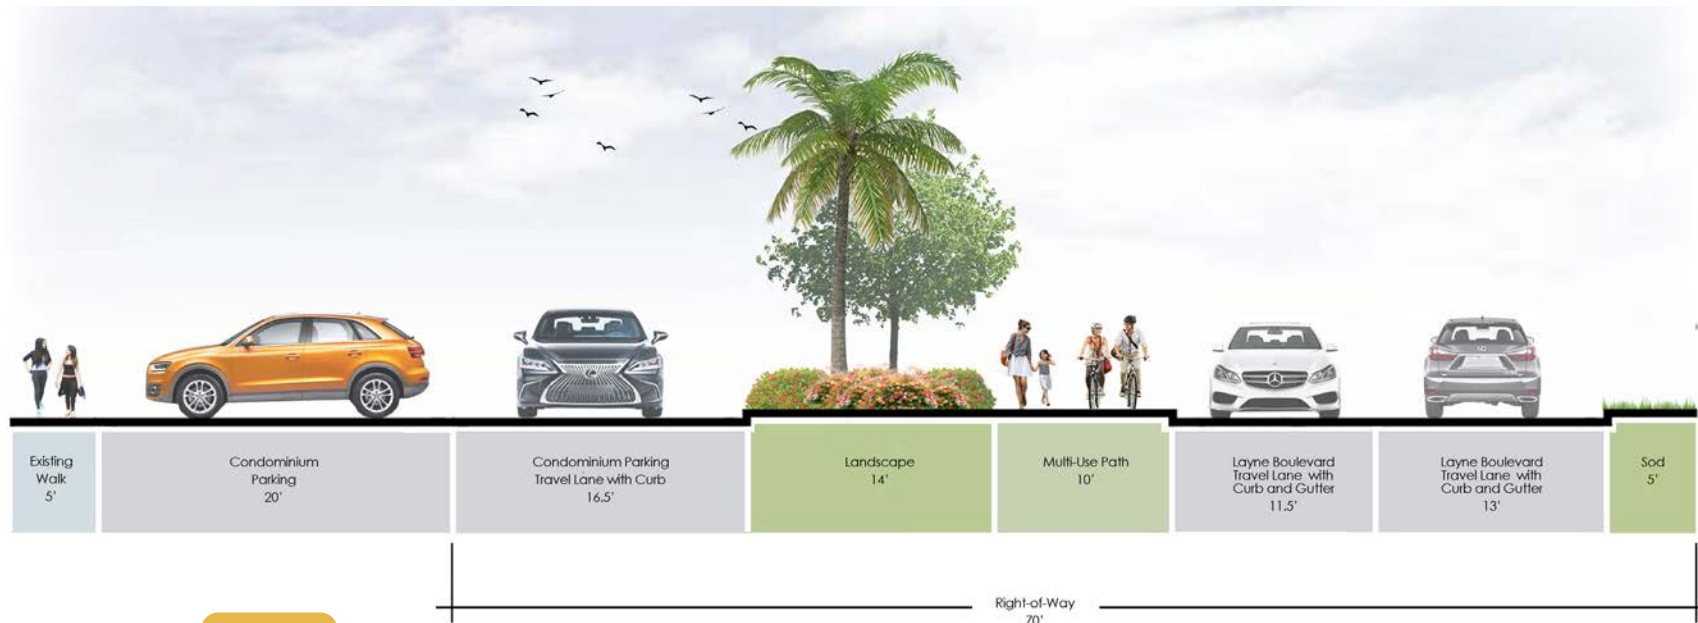 Existing
Walk
5'
Condominium
Parking
20'
Condominium Parking
Travel Lane with Curb
16.5'
Landscape
14'
Multi-Use Path
10'
Layne Boulevard
Travel Lane with
Curb and Gutter
11.5'
Layne Boulevard
Travel Lane with
Curb and Gutter
13'
Sod
5'
Right-of-Way
70'